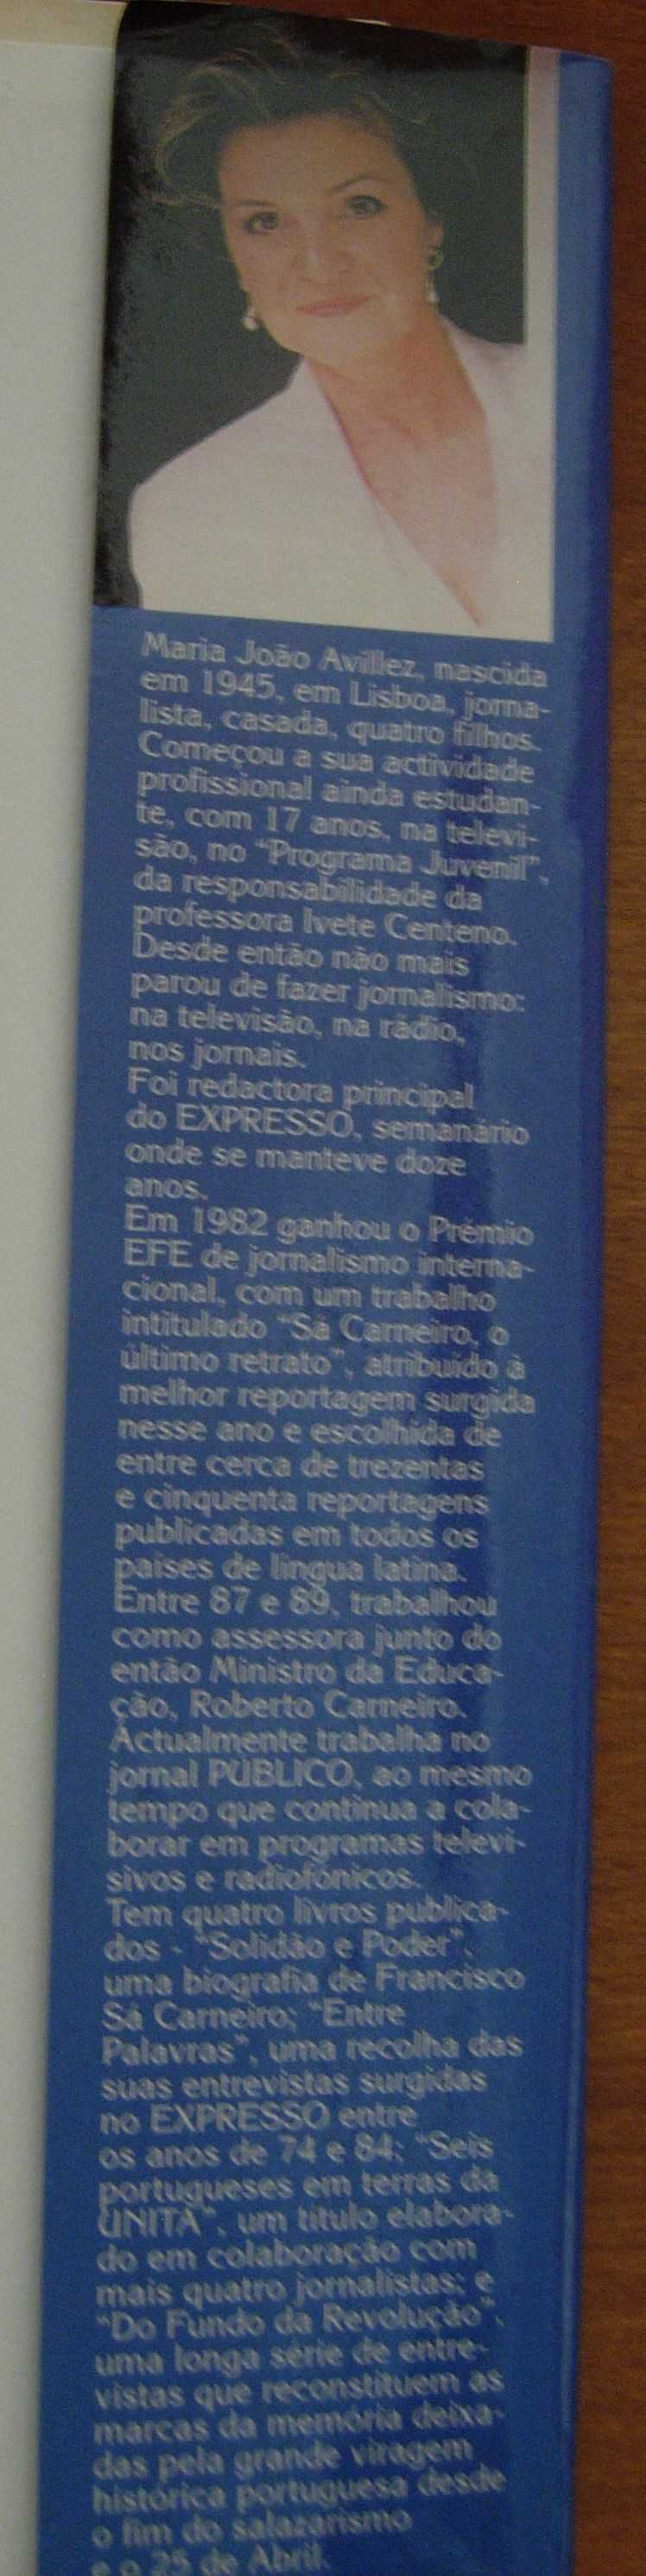 Maria João Avillez, nascida
em 1945, em Lisboa, jorna-
lista, casada, quatro filhos.
Começou a sua actividade
profissional ainda estudan-
te, com 17 anos, na televi-
são, no "Programa Juvenil",
da responsabilidade da
professora Ivete Centeno.
Desde então não mais
parou de fazer jornalismo:
na televisão, na rádio,
nos jornais.
Foi redactora principal
do EXPRESSO, semanário
onde se manteve doze
anos.
Em 1982 ganhou o Prémio
EFE de jornalismo interna-
cional, com um trabalho
intitulado "Sá Carneiro, o
último retrato", atribuído à
melhor reportagem surgida
nesse ano e escolhida de
entre cerca de trezentas
e cinquenta reportagens
publicadas em todos os
países de língua latina.
Entre 87 e 89, trabalhou
como assessora junto do
então Ministro da Educa-
ção, Roberto Carneiro.
Actualmente trabalha no
jornal PÚBLICO, ao mesmo
tempo que continua a cola-
borar em programas televi-
sivos e radiofónicos.
Tem quatro livros publica-
dos - "Solidão e Poder",
uma biografia de Francisco
Sá Carneiro; "Entre
Palavras", uma recolha das
suas entrevistas surgidas
no EXPRESSO entre
os anos de 74 e 84; "Seis
portugueses em terras da
UNITA", um título elabora-
do em colaboração com
mais quatro jornalistas; e
"Do Fundo da Revolução",
uma longa série de entre-
vistas que reconstituem as
marcas da memória deixa-
das pela grande viragem
histórica portuguesa desde
o fim do salazarismo
e o 25 de Abril.